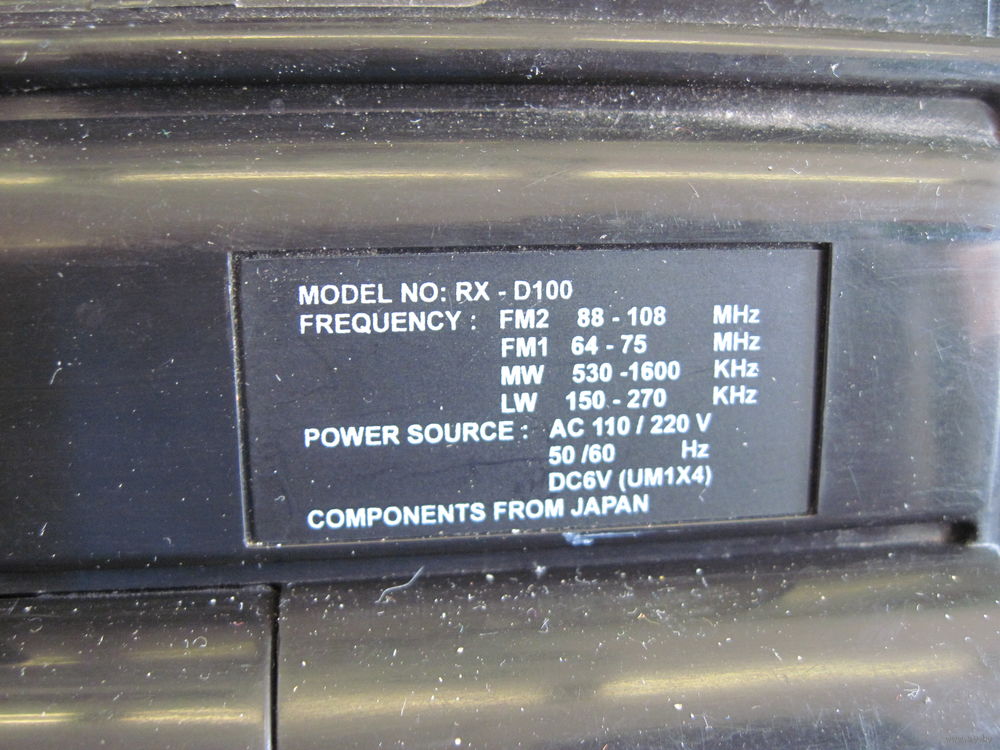 MODEL NO: RX - D100
FREQUENCY : FM2 88 - 108 MHz
FM1 64 - 75 MHz
MW 530 -1600 KHz
LW 150 - 270 KHz
POWER SOURCE : AC 110 / 220 V
50 /60 Hz
DC6V (UM1X4)
COMPONENTS FROM JAPAN